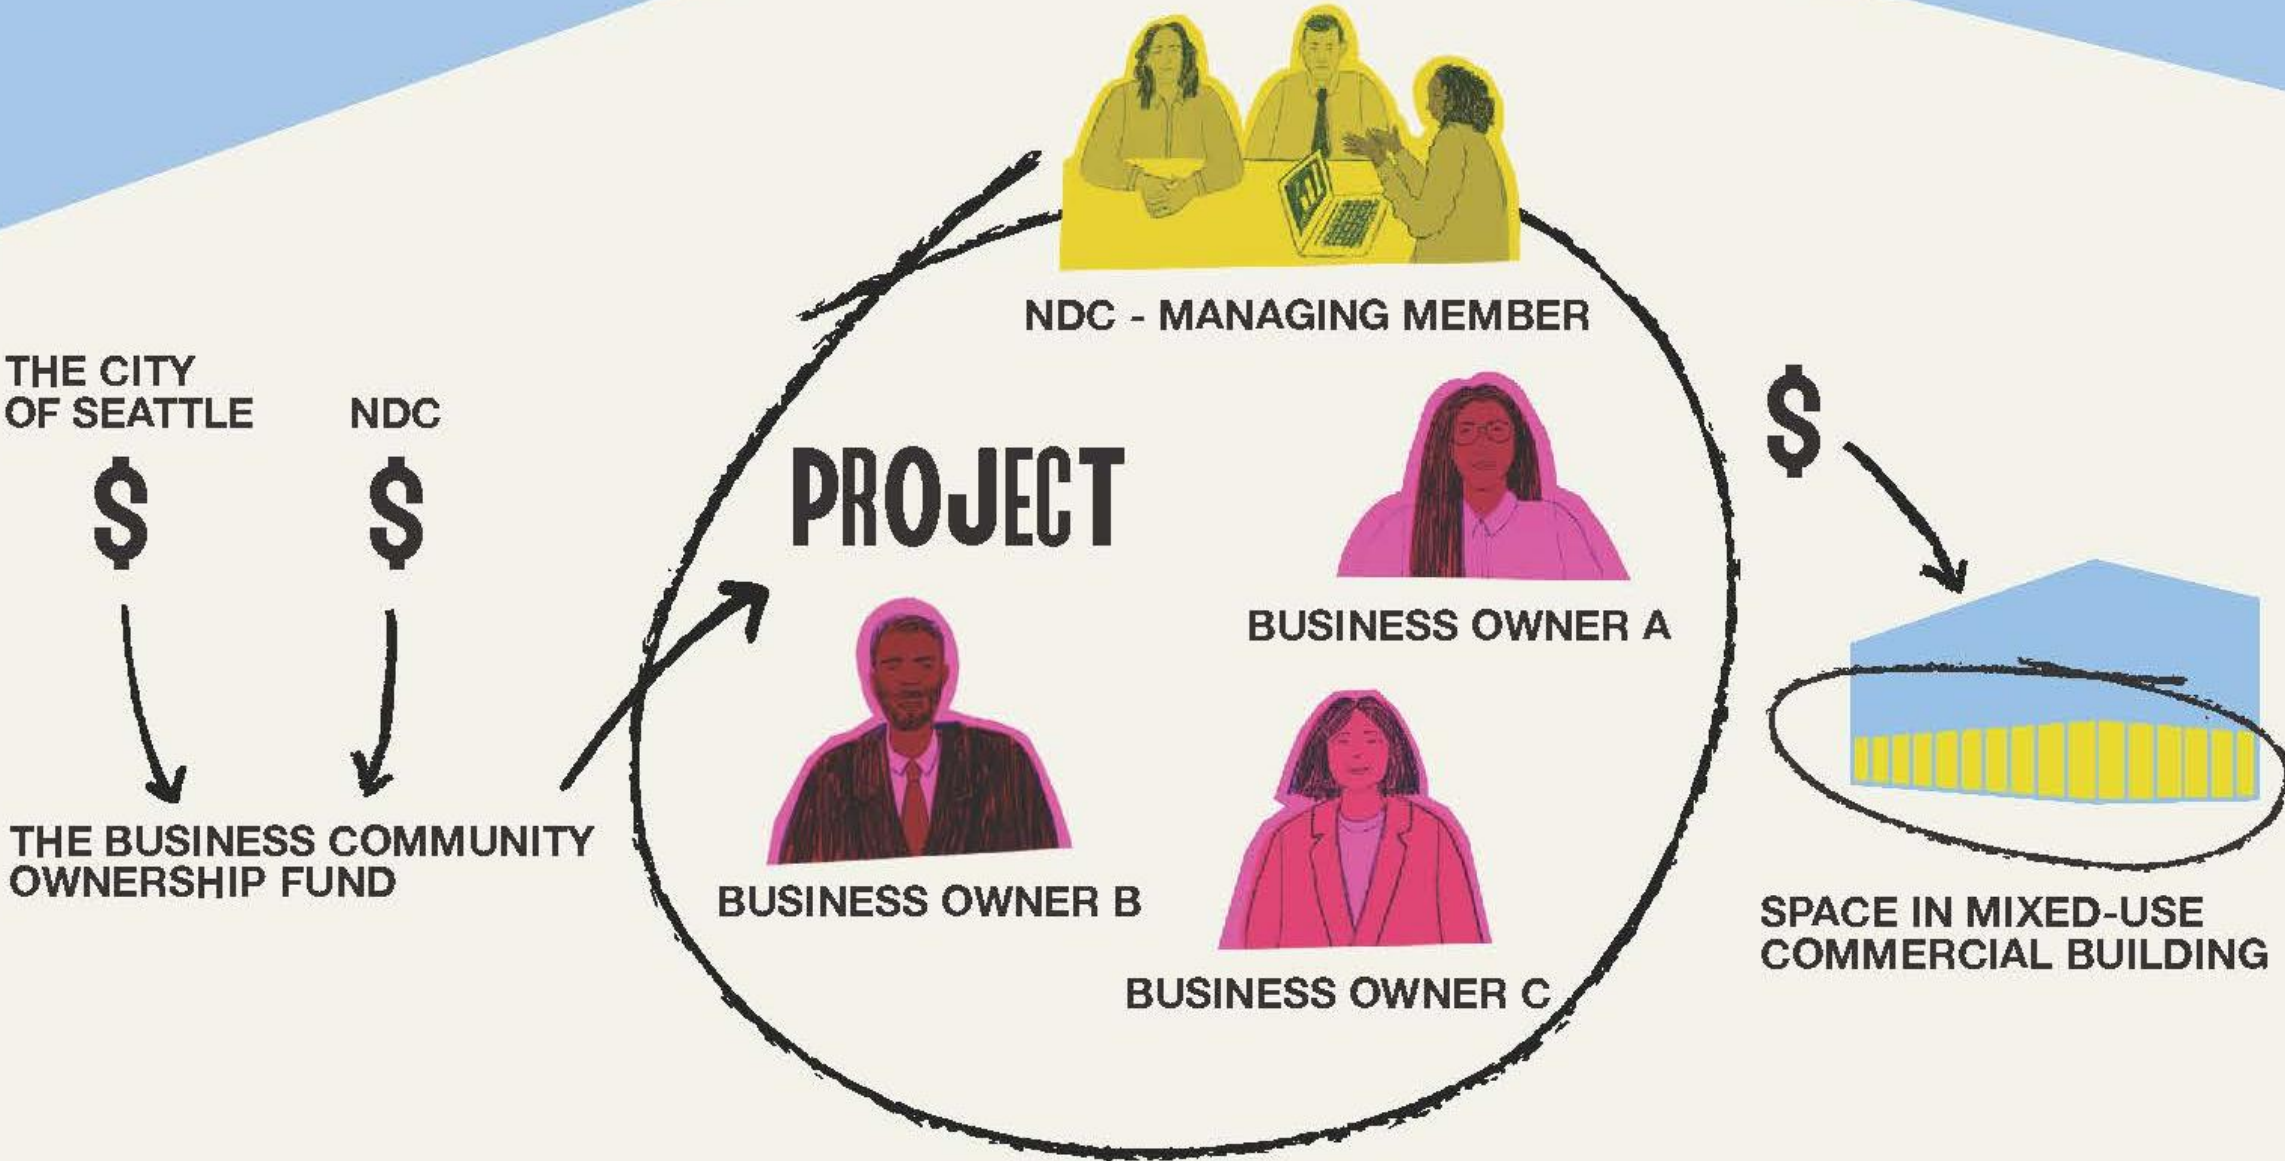 NDC - MANAGING MEMBER
THE CITY
OF SEATTLE
$
NDC
$
THE BUSINESS COMMUNITY
OWNERSHIP FUND
PROJECT
BUSINESS OWNER A
BUSINESS OWNER B
BUSINESS OWNER C
$
SPACE IN MIXED-USE
COMMERCIAL BUILDING